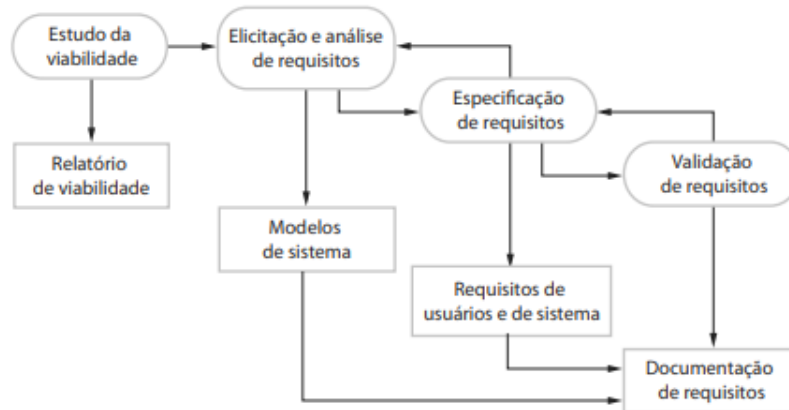 Estudo da
viabilidade
Elicitação e análise
de requisitos
Especificação
de requisitos
Validação
de requisitos
Relatório
de viabilidade
Modelos
de sistema
Requisitos de
usuários e de sistema
Documentação
de requisitos